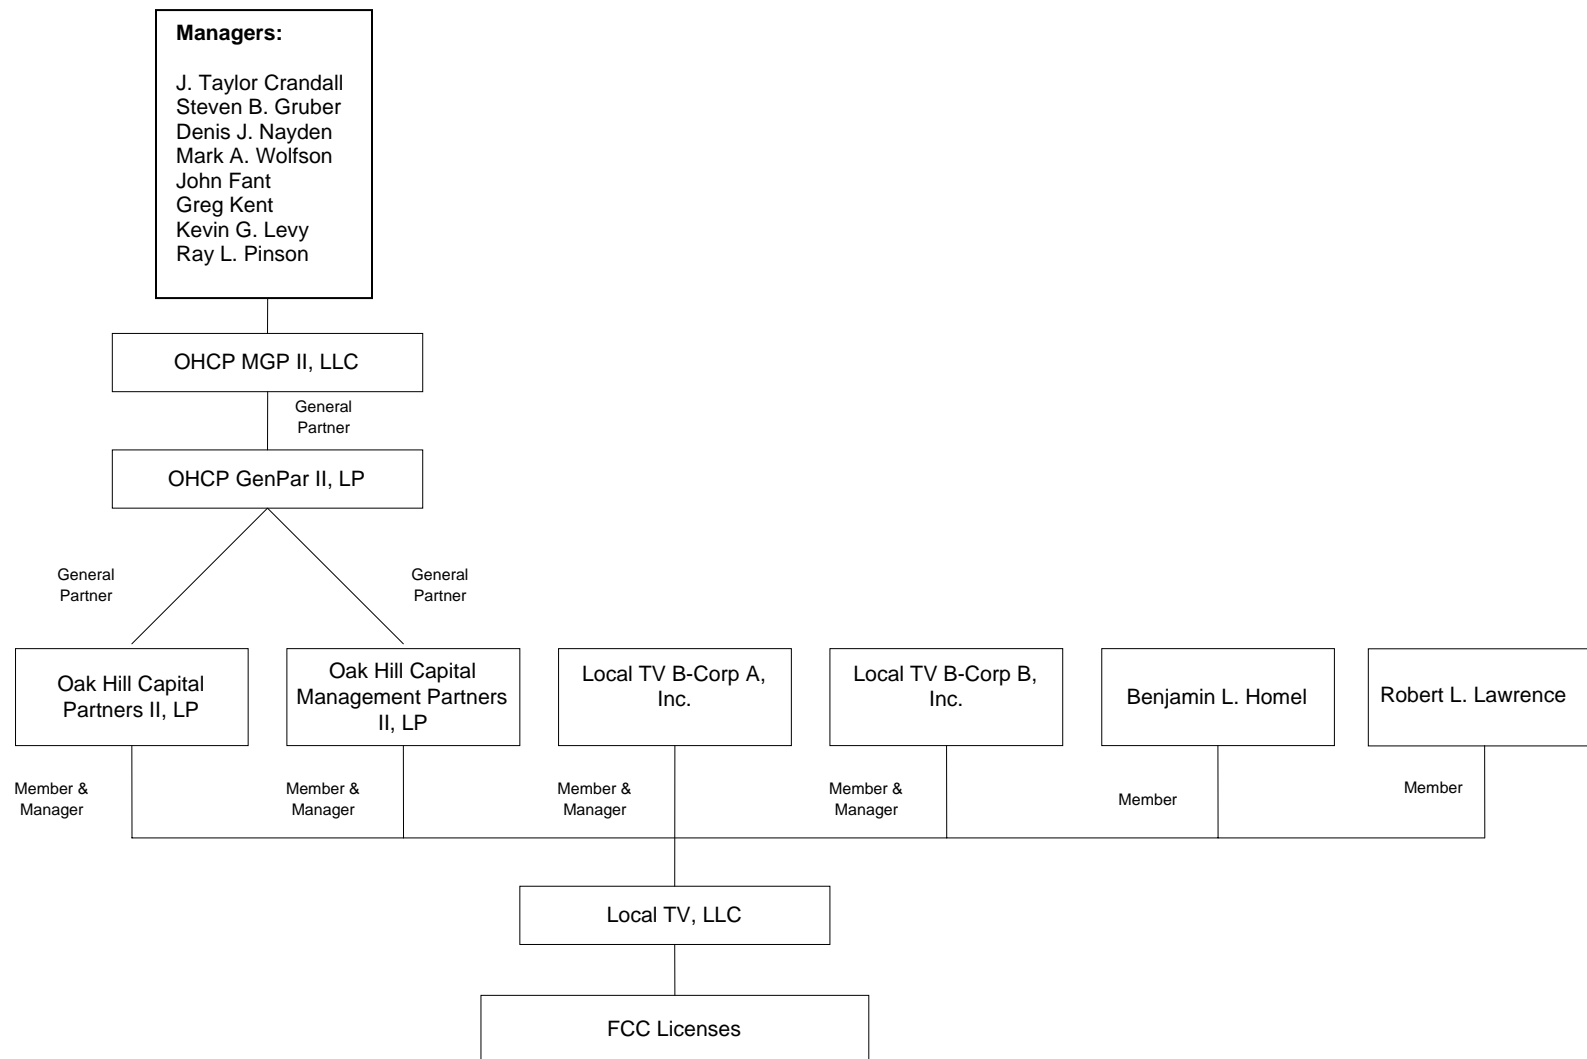 Managers:
J. Taylor Crandall
Steven B. Gruber
Denis J. Nayden
Mark A. Wolfson
John Fant
Greg Kent
Kevin G. Levy
Ray L. Pinson
OHCP MGP II, LLC
General
Partner
OHCP GenPar II, LP
General
Partner
General
Partner
Oak Hill Capital
Partners II, LP
Oak Hill Capital
Management Partners
II, LP
Local TV B-Corp A,
Inc.
Local TV B-Corp B,
Inc.
Benjamin L. Homel
Robert L. Lawrence
Member &
Manager
Member &
Manager
Member &
Manager
Member &
Manager
Member
Member
Local TV, LLC
FCC Licenses